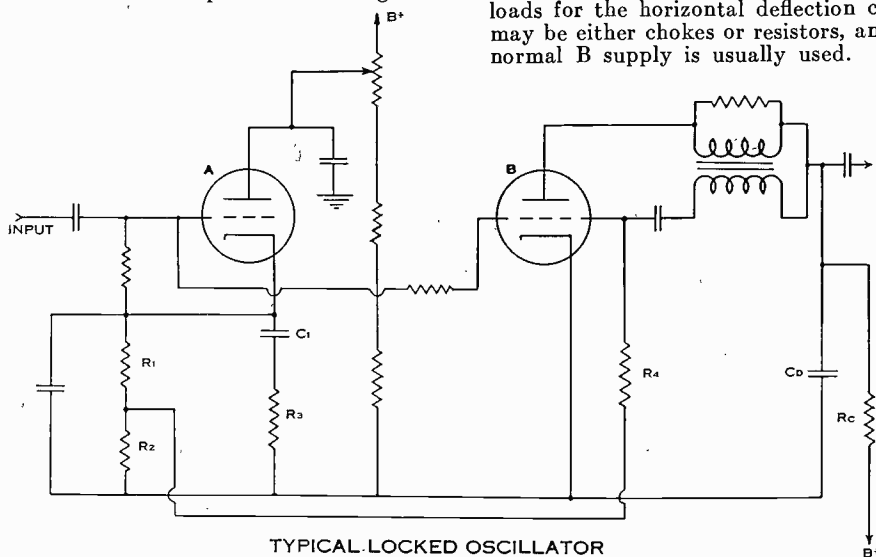 loads for the horizontal deflection
may be either chokes or resistors,
normal B supply is usually used.
B+
A
B
INPUT
C1
R1
R4
CD
R3
RC
R2
B
TYPICAL LOCKED OSCILLATOR